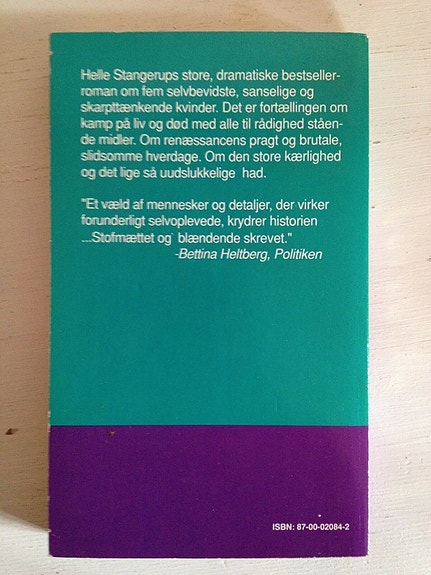 Helle Stangerups store, dramatiske bestseller-
roman om fem selvbevidste, sanselige og
skarpttænkende kvinder. Det er fortællingen om
kamp på liv og død med alle til rådighed ståen-
de midler. Om renæssancens pragt og brutale,
slidsomme hverdage. Om den store kærlighed
og det lige så uudslukkelige had.
"Et væld af mennesker og detaljer, der virker
forunderligt selvoplevede, krydrer historien
...Stofmættet og blændende skrevet."
-Bettina Heltberg, Politiken
ISBN: 87-00-02084-2